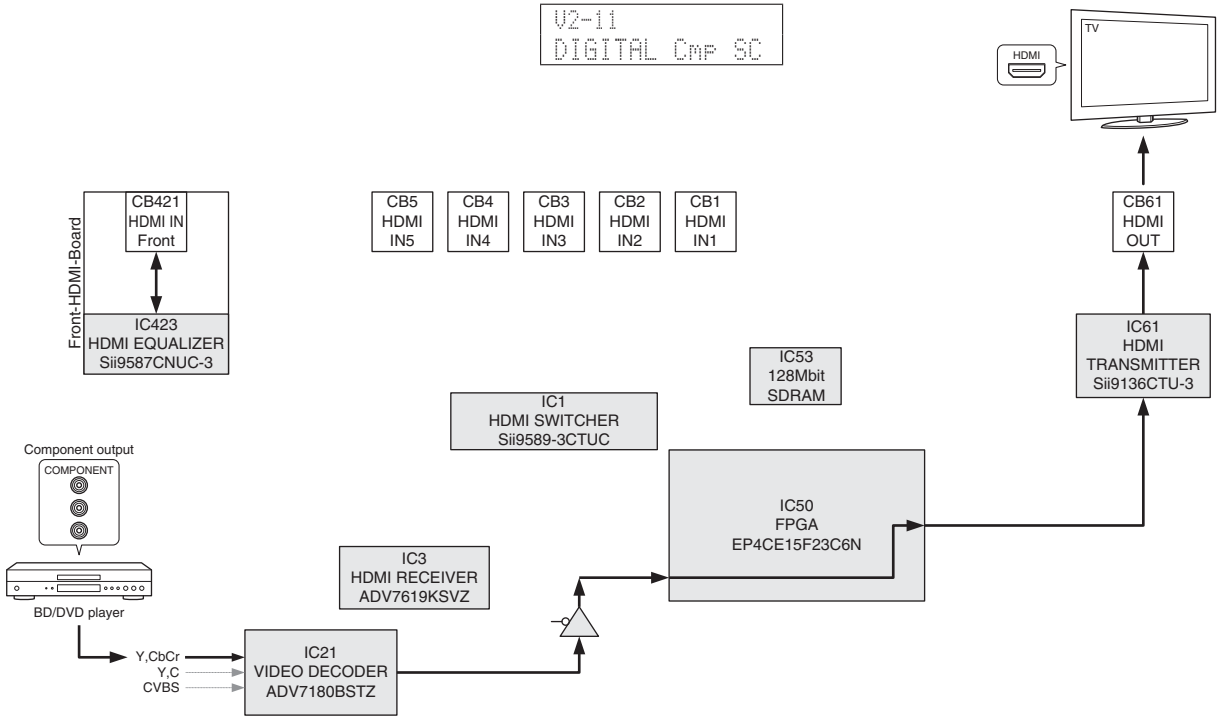 V2-11
DIGITAL Cmp SC
TV
HDMI
Front-HDMI-Board
CB421
HDMI IN
Front
CB5
HDMI
IN5
CB4
HDMI
IN4
CB3
HDMI
IN3
CB2
HDMI
IN2
CB1
HDMI
IN1
CB61
HDMI
OUT
IC423
HDMI EQUALIZER
Sii9587CNUC-3
IC61
HDMI
TRANSMITTER
Sii9136CTU-3
IC53
128Mbit
SDRAM
IC1
HDMI SWITCHER
Sii9589-3CTUC
Component output
COMPONENT
BD/DVD player
IC50
FPGA
EP4CE15F23C6N
IC3
HDMI RECEIVER
ADV7619KSVZ
Y,CbCr
Y,C
CVBS
IC21
VIDEO DECODER
ADV7180BSTZ